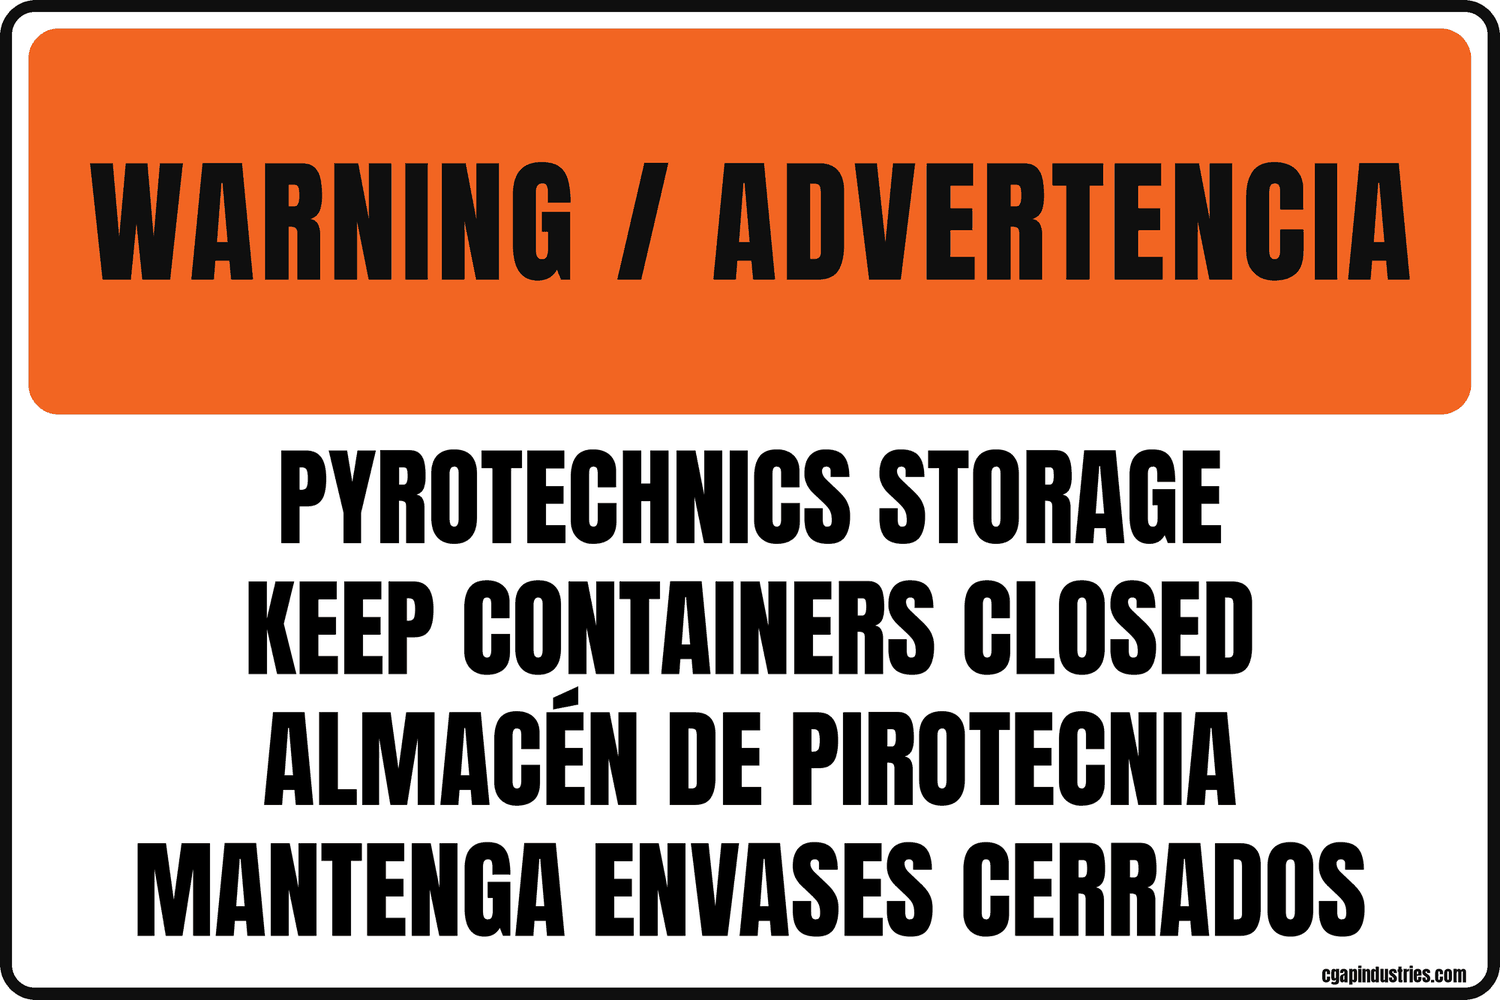 WARNING / ADVERTENCIA
PYROTECHNICS STORAGE
KEEP CONTAINERS CLOSED
ALMACÉN DE PIROTECNIA
MANTENGA ENVASES CERRADOS
cgapindustries.com